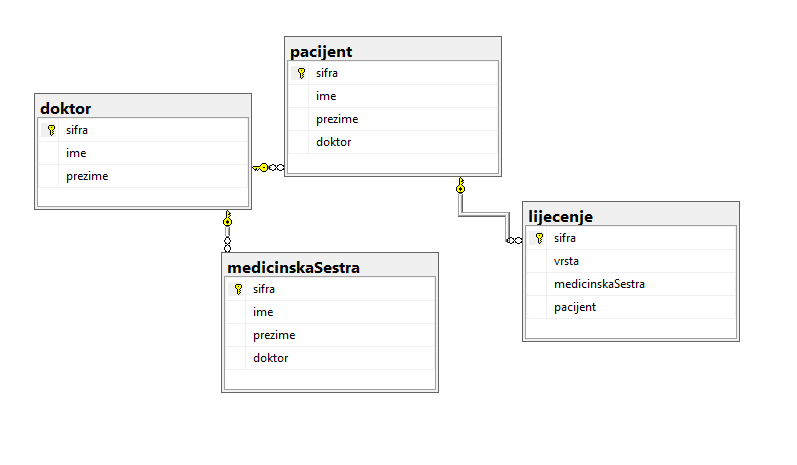 pacijent
sifra
ime
prezime
doktor
doktor
sifra
ime
prezime
lijecenje
sifra
vrsta
medicinskaSestra
pacijent
medicinskaSestra
sifra
ime
prezime
doktor